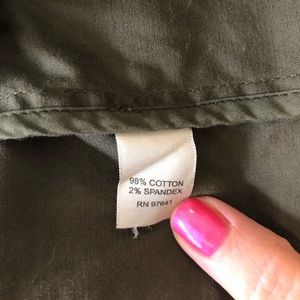 98% COTTON
2% SPANDEX
RN 97641